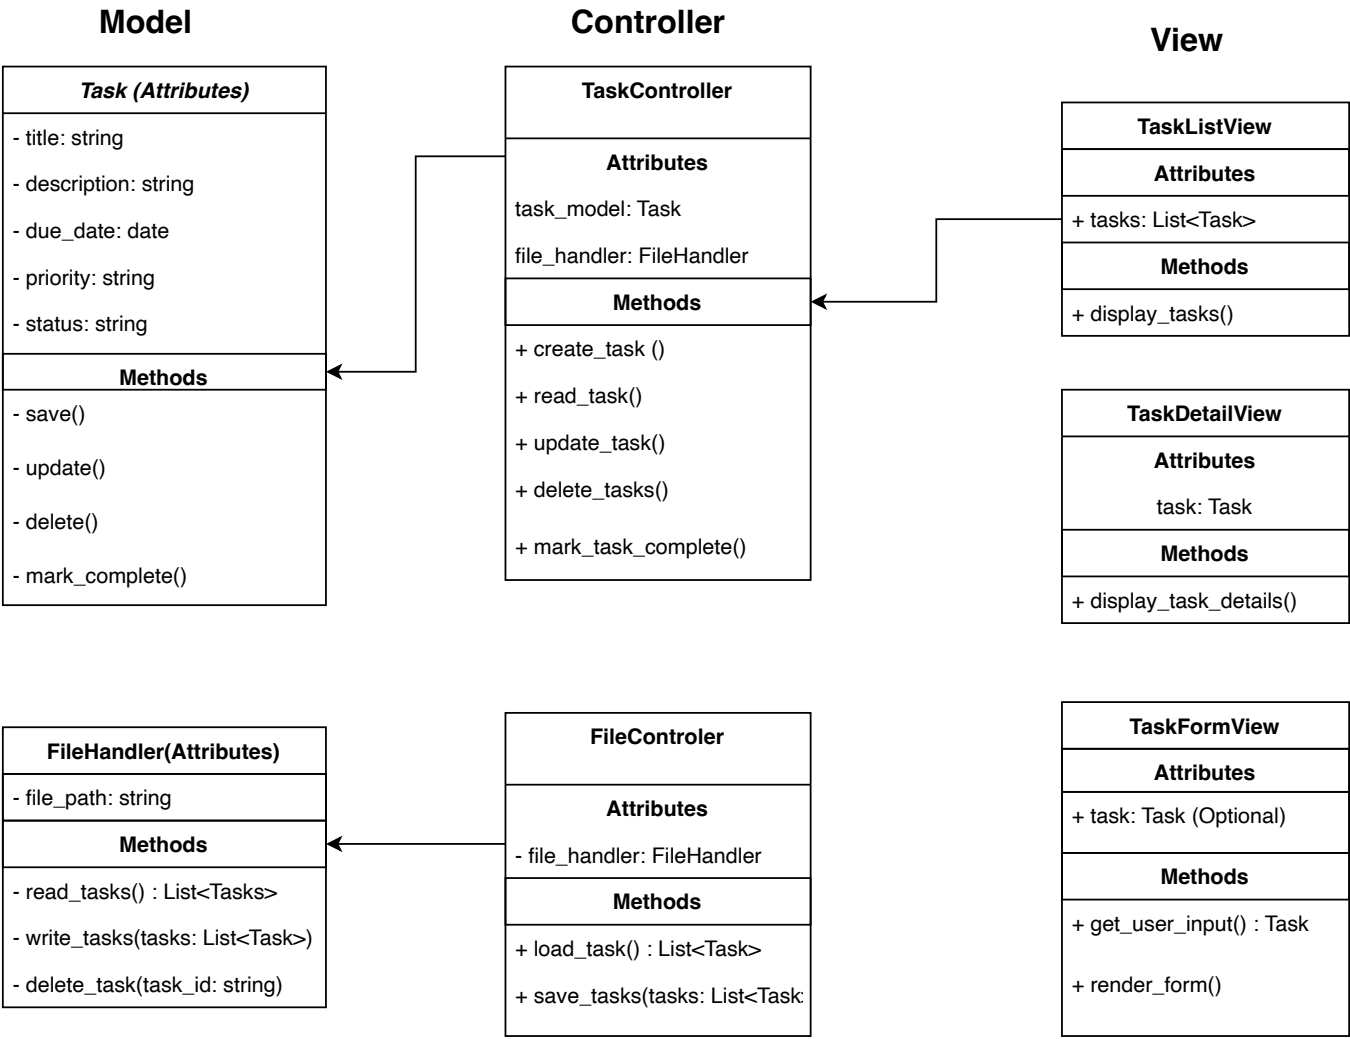 Model
Task (Attributes)
- title: string
- description: string
- due_date: date
- priority: string
- status: string
Methods
- save()
- update()
- delete()
- mark_complete()
FileHandler(Attributes)
- file_path: string
Methods
- read_tasks() : List<Tasks>
- write_tasks(tasks: List<Task>)
- delete_task(task_id: string)
Controller
TaskController
Attributes
task_model: Task
file_handler: FileHandler
Methods
+ create_task ()
+ read_task()
+ update_task()
+ delete_tasks()
+ mark_task_complete()
FileControler
Attributes
- file_handler: FileHandler
Methods
+ load_task() : List<Task>
+ save_tasks(tasks: List<Task
View
TaskListView
Attributes
+ tasks: List<Task>
Methods
+ display_tasks()
TaskDetailView
Attributes
task: Task
Methods
+ display_task_details()
TaskFormView
Attributes
+ task: Task (Optional)
Methods
+ get_user_input() : Task
+ render_form()